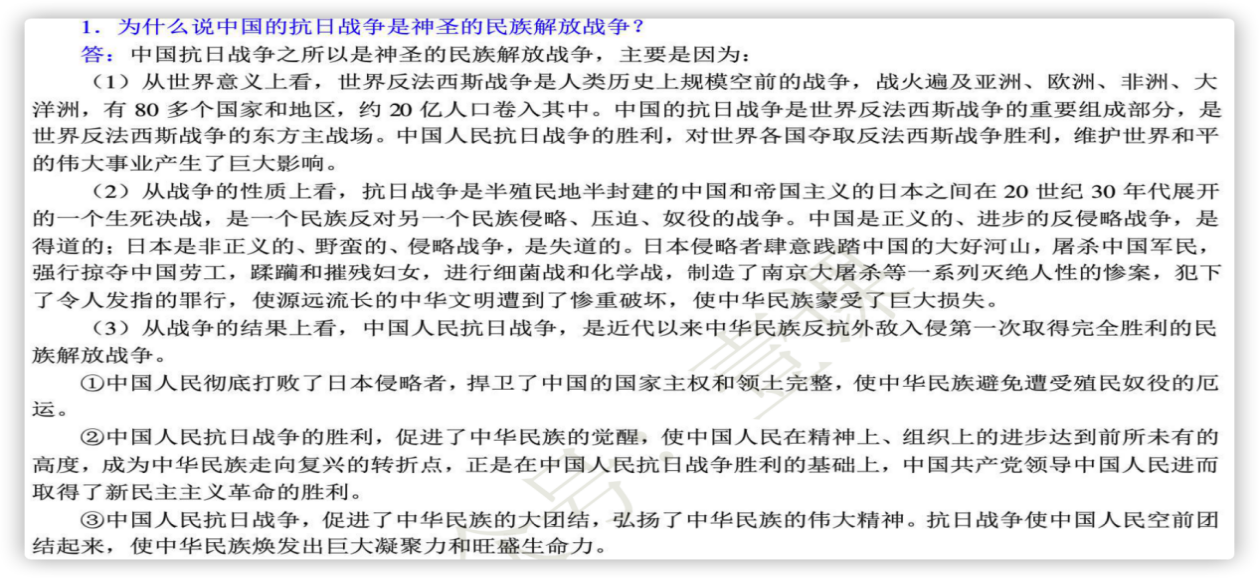 1．为什么说中国的抗日战争是神圣的民族解放战争？
答：中国抗日战争之所以是神圣的民族解放战争，主要是因为：
（1）从世界意义上看，世界反法西斯战争是人类历史上规模空前的战争，战火遍及亚洲、欧洲、非洲、大
洋洲，有 80 多个国家和地区，约 20 亿人口卷入其中。中国的抗日战争是世界反法西斯战争的重要组成部分，是
世界反法西斯战争的东方主战场。中国人民抗日战争的胜利，对世界各国夺取反法西斯战争胜利，维护世界和平
的伟大事业产生了巨大影响。
（2）从战争的性质上看，抗日战争是半殖民地半封建的中国和帝国主义的日本之间在 20 世纪 30 年代展开
的一个生死决战，是一个民族反对另一个民族侵略、压迫、奴役的战争。中国是正义的、进步的反侵略战争，是
得道的；日本是非正义的、野蛮的、侵略战争，是失道的。日本侵略者肆意践踏中国的大好河山，屠杀中国军民，
强行掠夺中国劳工，蹂躏和摧残妇女，进行细菌战和化学战，制造了南京大屠杀等一系列灭绝人性的惨案，犯下
了令人发指的罪行，使源远流长的中华文明遭到了惨重破坏，使中华民族蒙受了巨大损失。
（3）从战争的结果上看，中国人民抗日战争，是近代以来中华民族反抗外敌入侵第一次取得完全胜利的民
族解放战争。
①中国人民彻底打败了日本侵略者，捍卫了中国的国家主权和领土完整，使中华民族避免遭受殖民奴役的厄
运。
②中国人民抗日战争的胜利，促进了中华民族的觉醒，使中国人民在精神上、组织上的进步达到前所未有的
高度，成为中华民族走向复兴的转折点，正是在中国人民抗日战争胜利的基础上，中国共产党领导中国人民进而
取得了新民主主义革命的胜利。
③中国人民抗日战争，促进了中华民族的大团结，弘扬了中华民族的伟大精神。抗日战争使中国人民空前团
结起来，使中华民族焕发出巨大凝聚力和旺盛生命力。